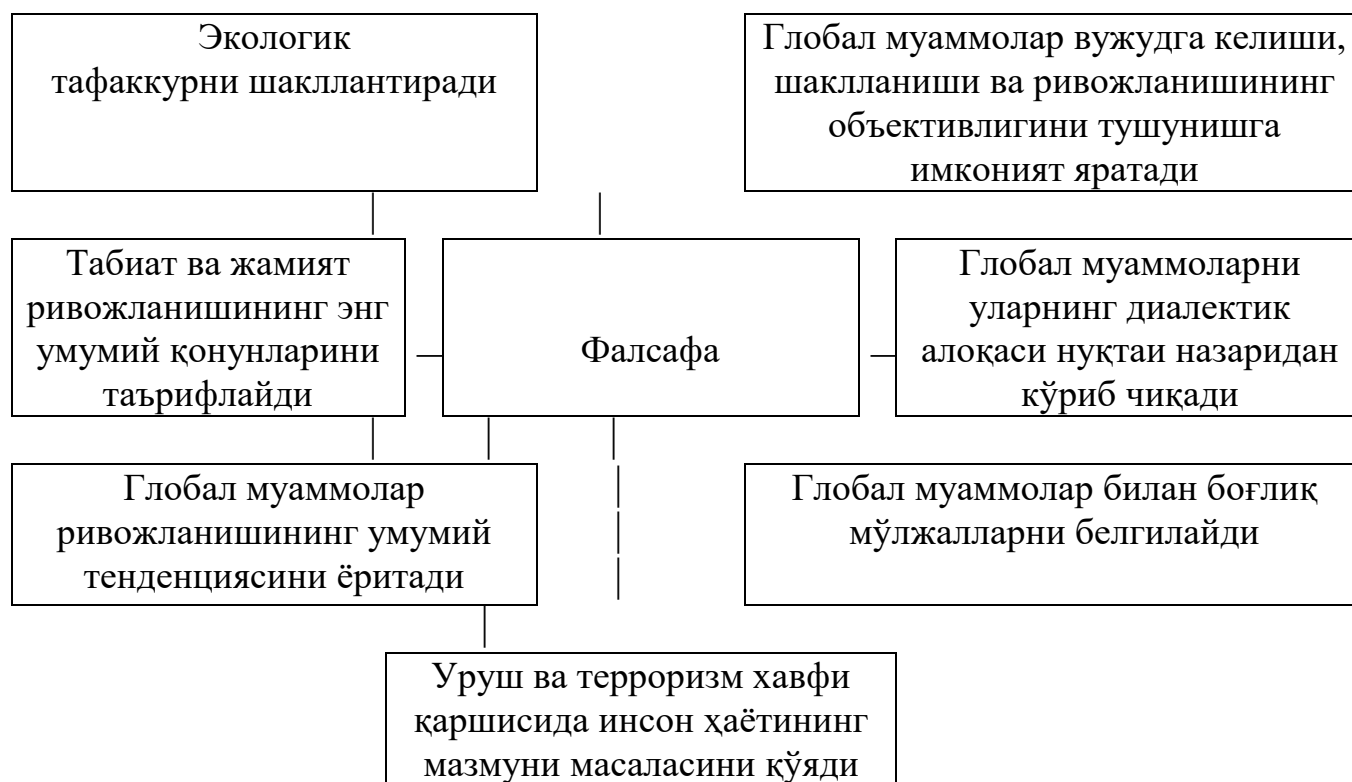 Экологик
тафаккурни шакллантиради
Глобал муаммолар вужудга келиши,
шаклланиши ва ривожланишининг
объективлигини тушунишга
имконият яратади
Табиат ва жамият
ривожланишининг энг
умумий қонунларини
таърифлайди
Фалсафа
Глобал муаммоларни
уларнинг диалектик
алоқаси нуқтаи назаридан
кўриб чиқади
Глобал муаммолар
ривожланишининг умумий
тенденциясини ёритади
Глобал муаммолар билан боғлиқ
мўлжалларни белгилайди
Уруш ва терроризм хавфи
қаршисида инсон ҳаётининг
мазмуни масаласини қўяди